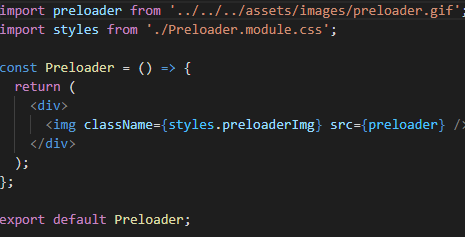 import preloader from '../../../assets/images/preloader.gif';
import styles from './Preloader.module.css';
const Preloader = () => {
return (
<div>
<img className={styles.preloaderImg} src={preloader} />
</div>
);
};
export default Preloader;